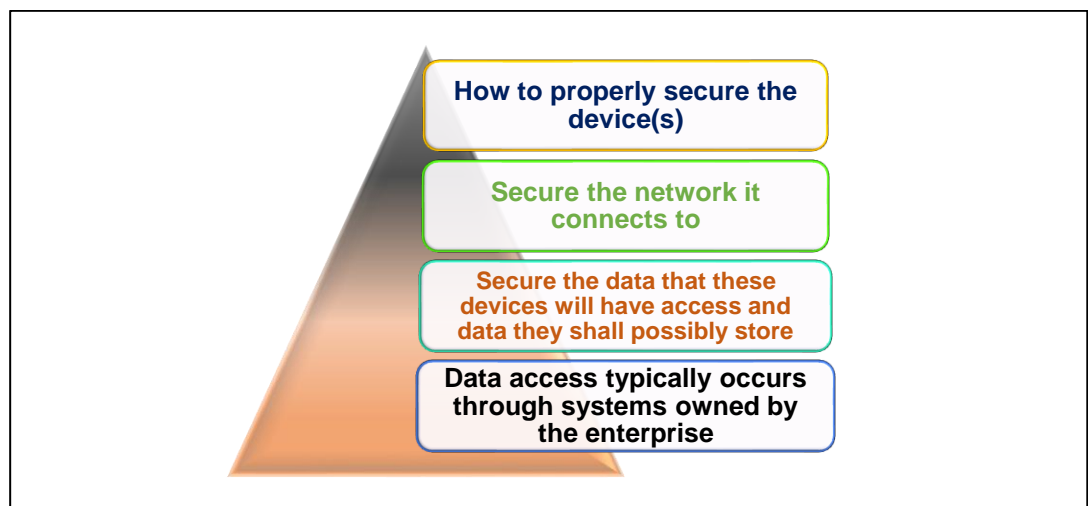 How to properly secure the
device(s)
Secure the network it
connects to
Secure the data that these
devices will have access and
data they shall possibly store
Data access typically occurs
through systems owned by
the enterprise